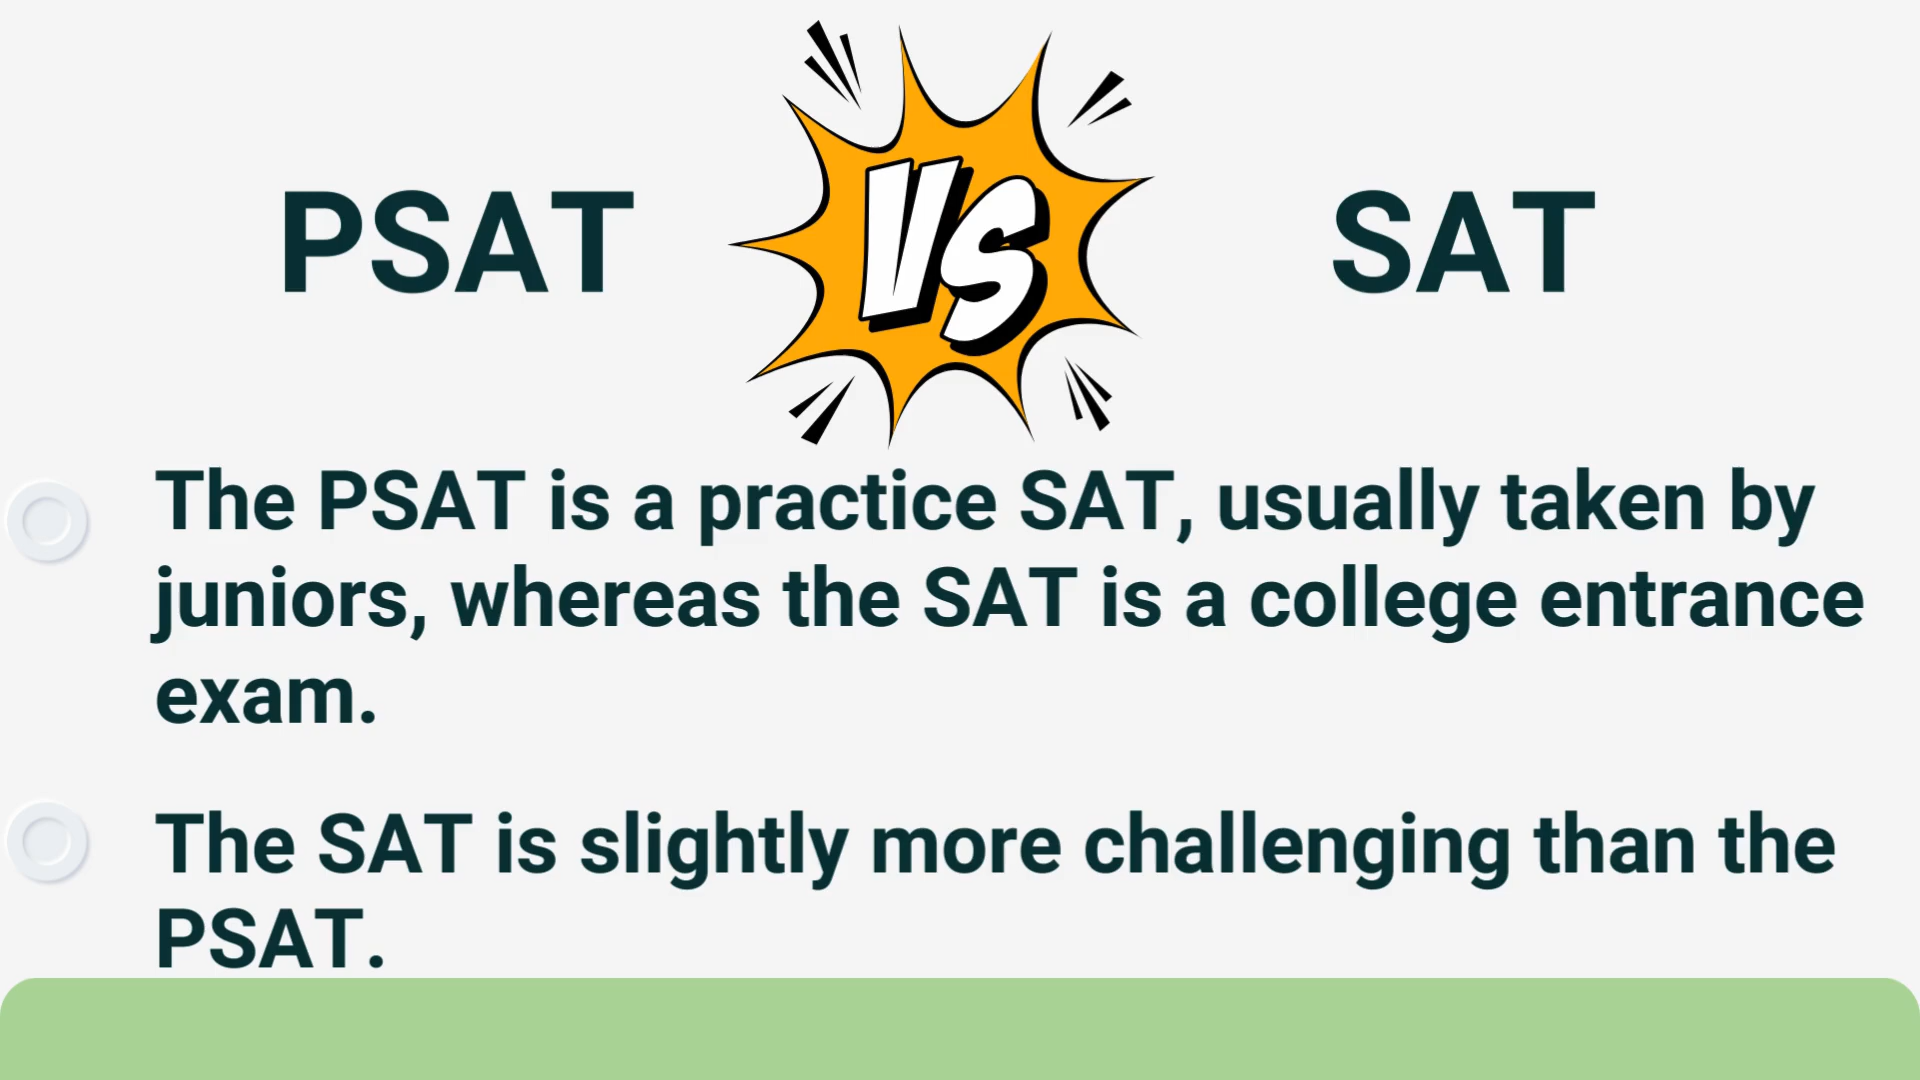 PSAT VS SAT
The PSAT is a practice SAT, usually taken by
juniors, whereas the SAT is a college entrance
exam.
The SAT is slightly more challenging than the
PSAT.